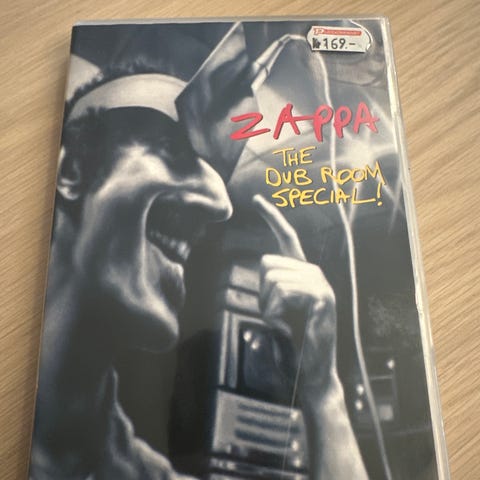 169.-
ZAPPA
THE
DUB ROOM
SPECIAL!